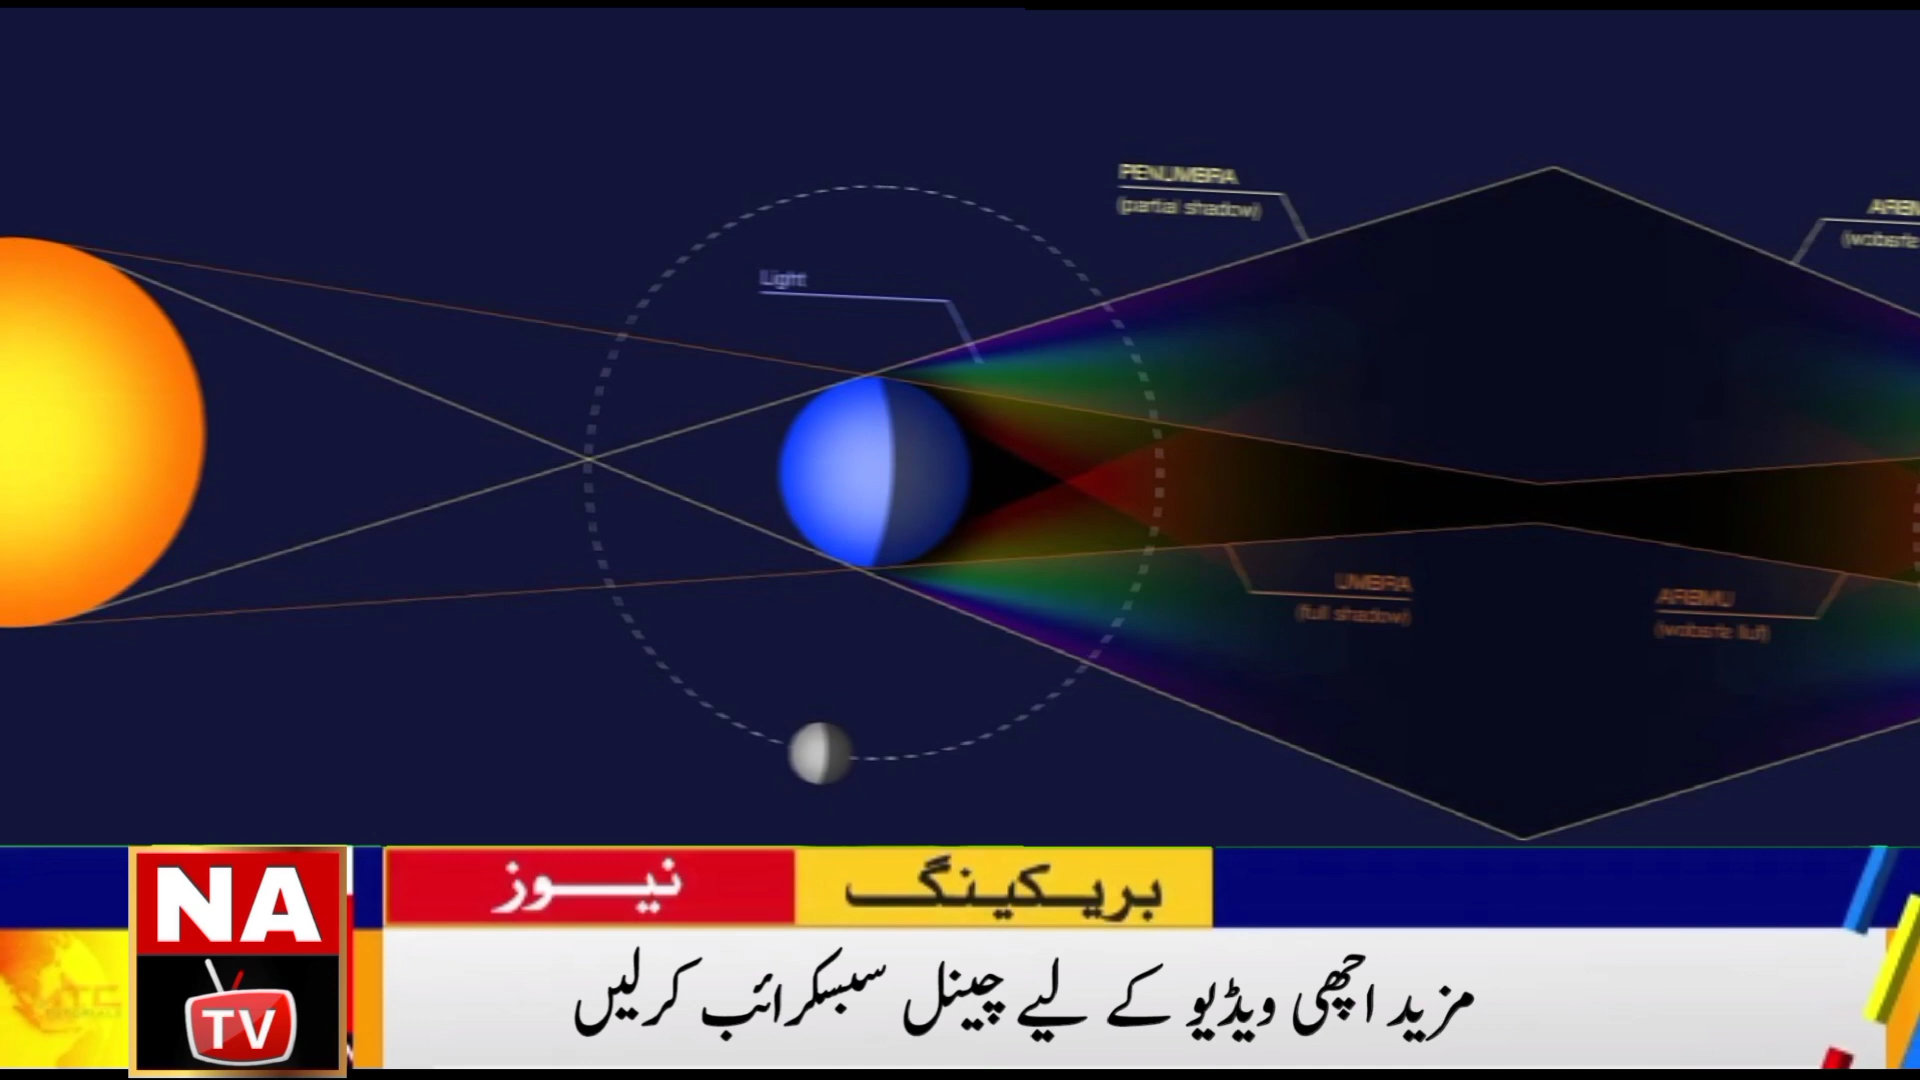 PENUMBRA
(partial shadow)
Light
UMBRA
(full shadow)
NA
TV
بریکینگ نیوز
مزید اچھی ویڈیو کے لیے چینل سبسکرائب کرلیں